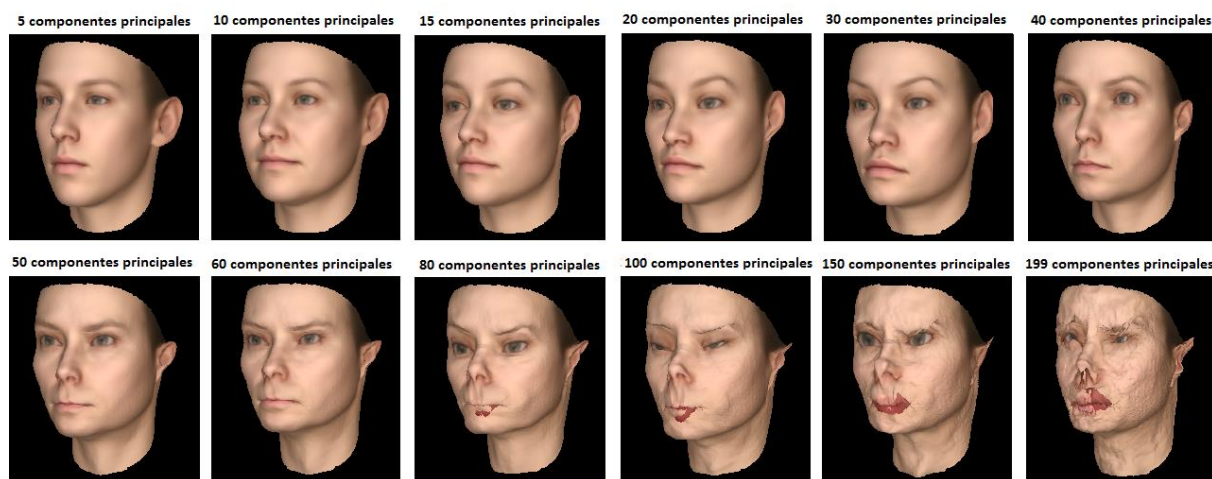 5 componentes principales
10 componentes principales
15 componentes principales
20 componentes principales
30 componentes principales
40 componentes principales
50 componentes principales
60 componentes principales
80 componentes principales
100 componentes principales
150 componentes principales
199 componentes principales